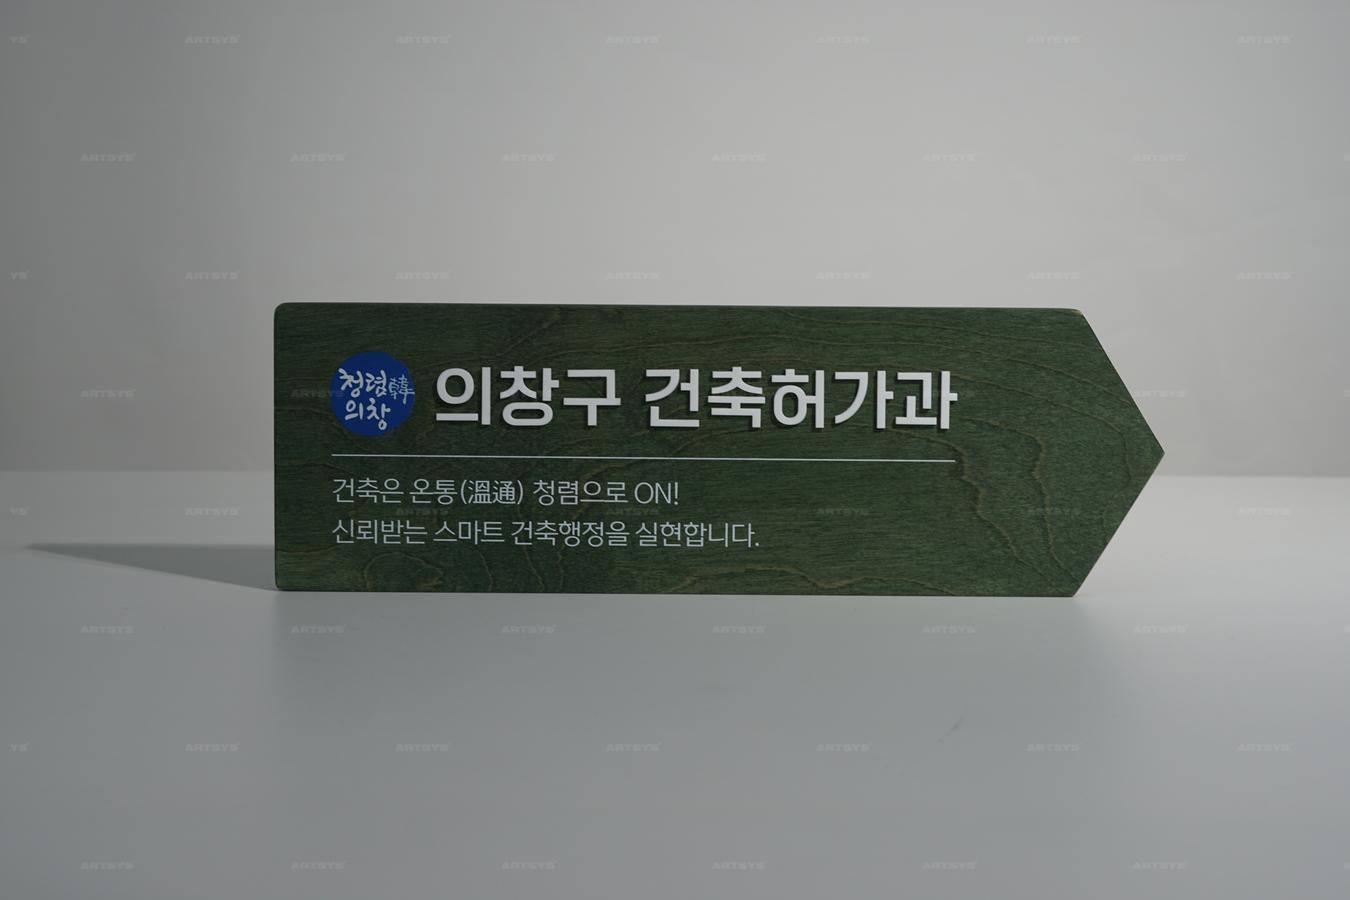 청렴韓
의창
의창구 건축허가과
건축은 온통(溫通) 청렴으로 ON!
신뢰받는 스마트 건축행정을 실현합니다.
ARTSYS